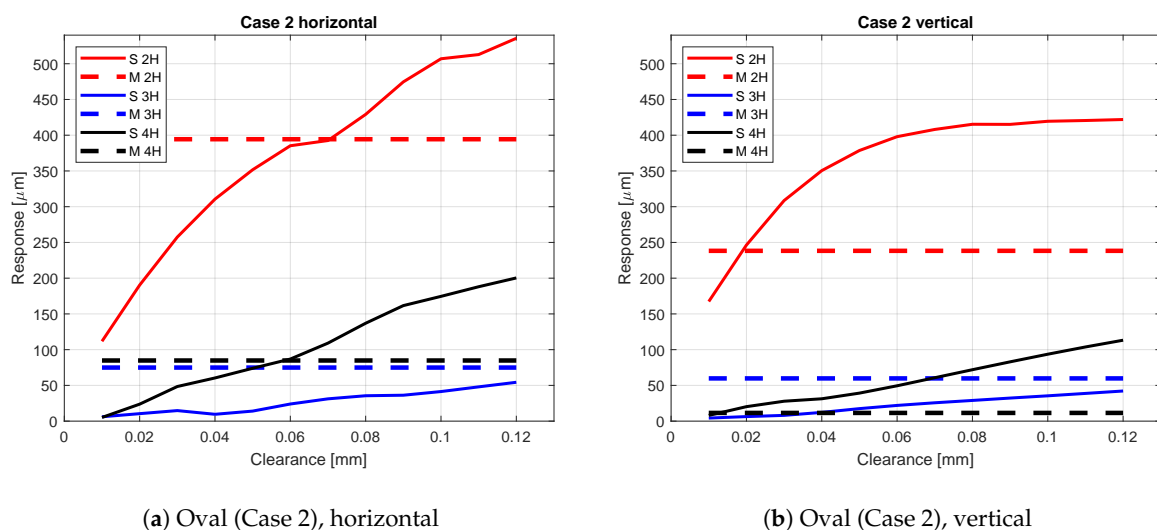 Case 2 horizontal
Response [μm]
500
450
400
350
300
250
200
150
100
50
0
S 2H
M 2H
S 3H
M 3H
S 4H
M 4H
0 0.02 0.04 0.06 0.08 0.1 0.12
Clearance [mm]
(a) Oval (Case 2), horizontal
Case 2 vertical
Response [μm]
500
450
400
350
300
250
200
150
100
50
0
S 2H
M 2H
S 3H
M 3H
S 4H
M 4H
0 0.02 0.04 0.06 0.08 0.1 0.12
Clearance [mm]
(b) Oval (Case 2), vertical